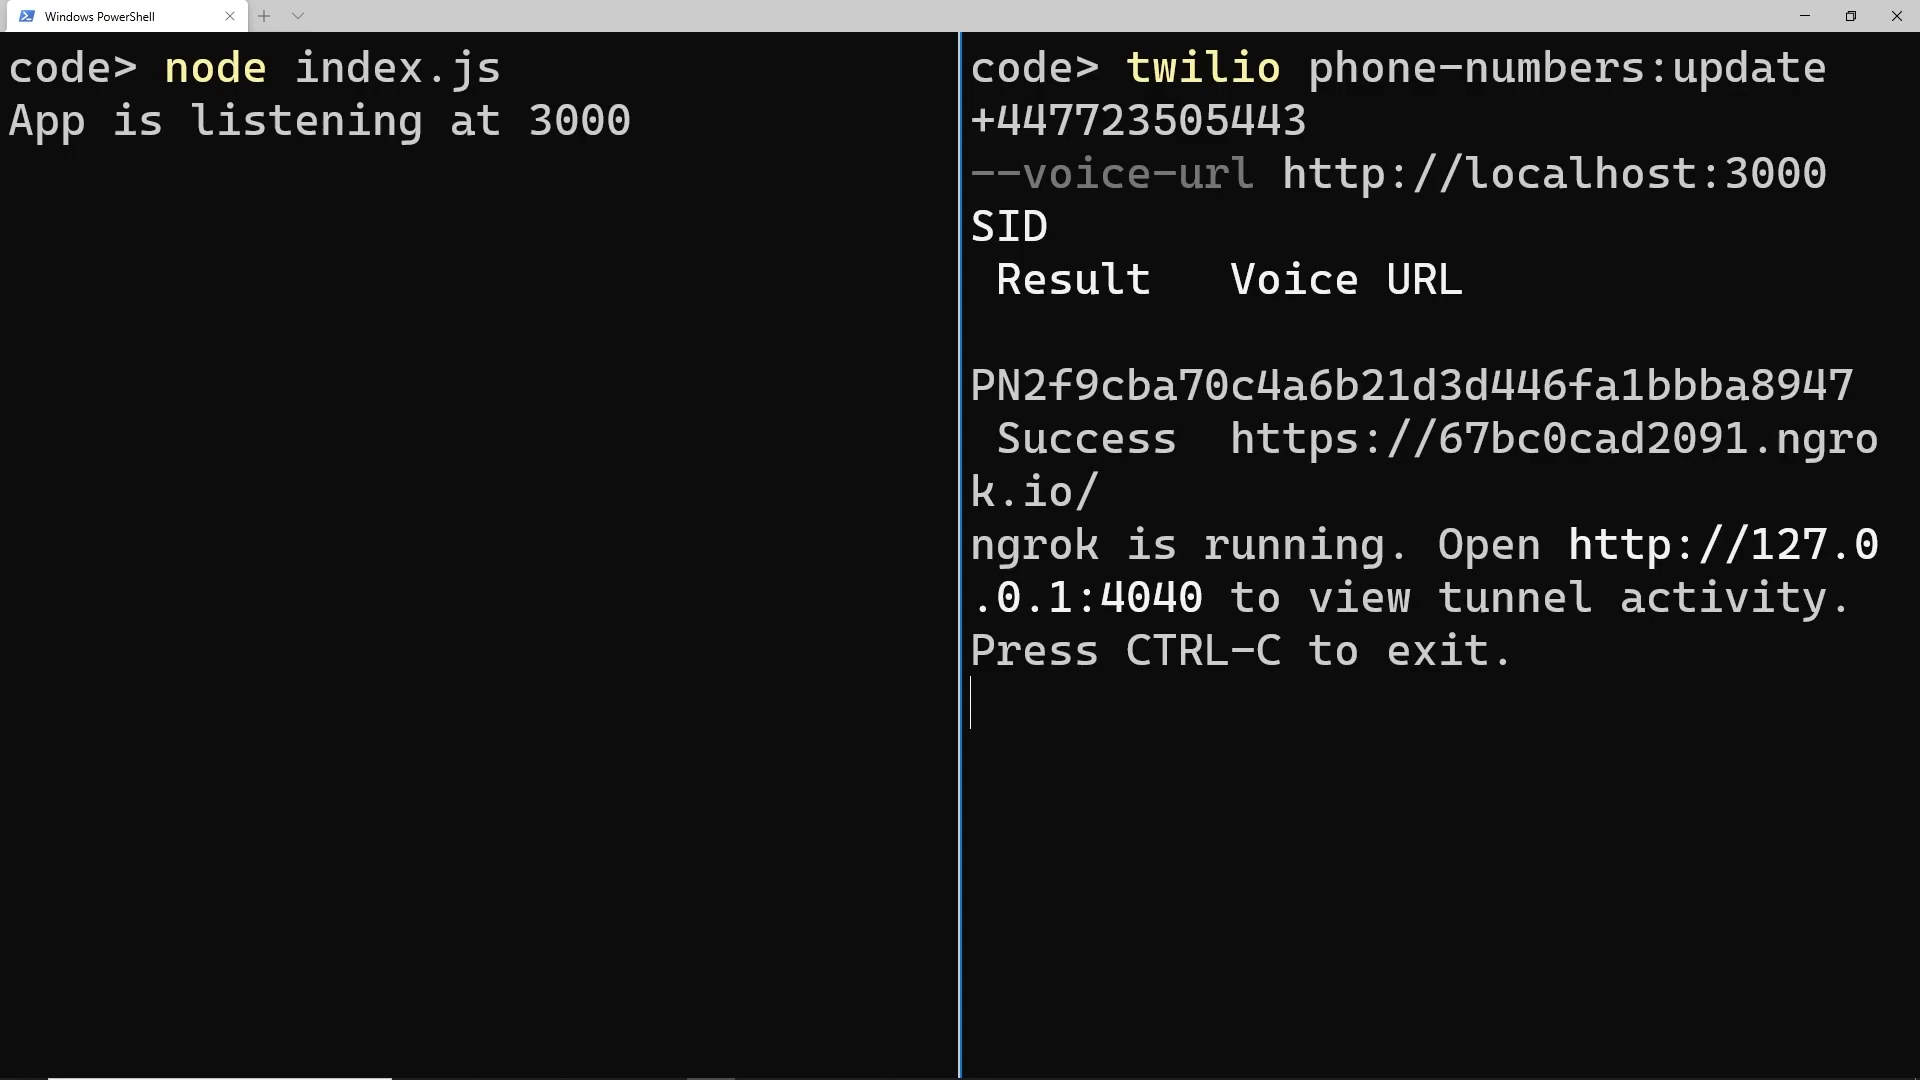 Windows PowerShell
code> node index.js
App is listening at 3000
code> twilio phone-numbers:update
+447723505443
--voice-url http://localhost:3000
SID
Result   Voice URL
PN2f9cba70c4a6b21d3d446fa1bbba8947
Success  https://67bc0cad2091.ngro
k.io/
ngrok is running. Open http://127.0
.0.1:4040 to view tunnel activity.
Press CTRL-C to exit.